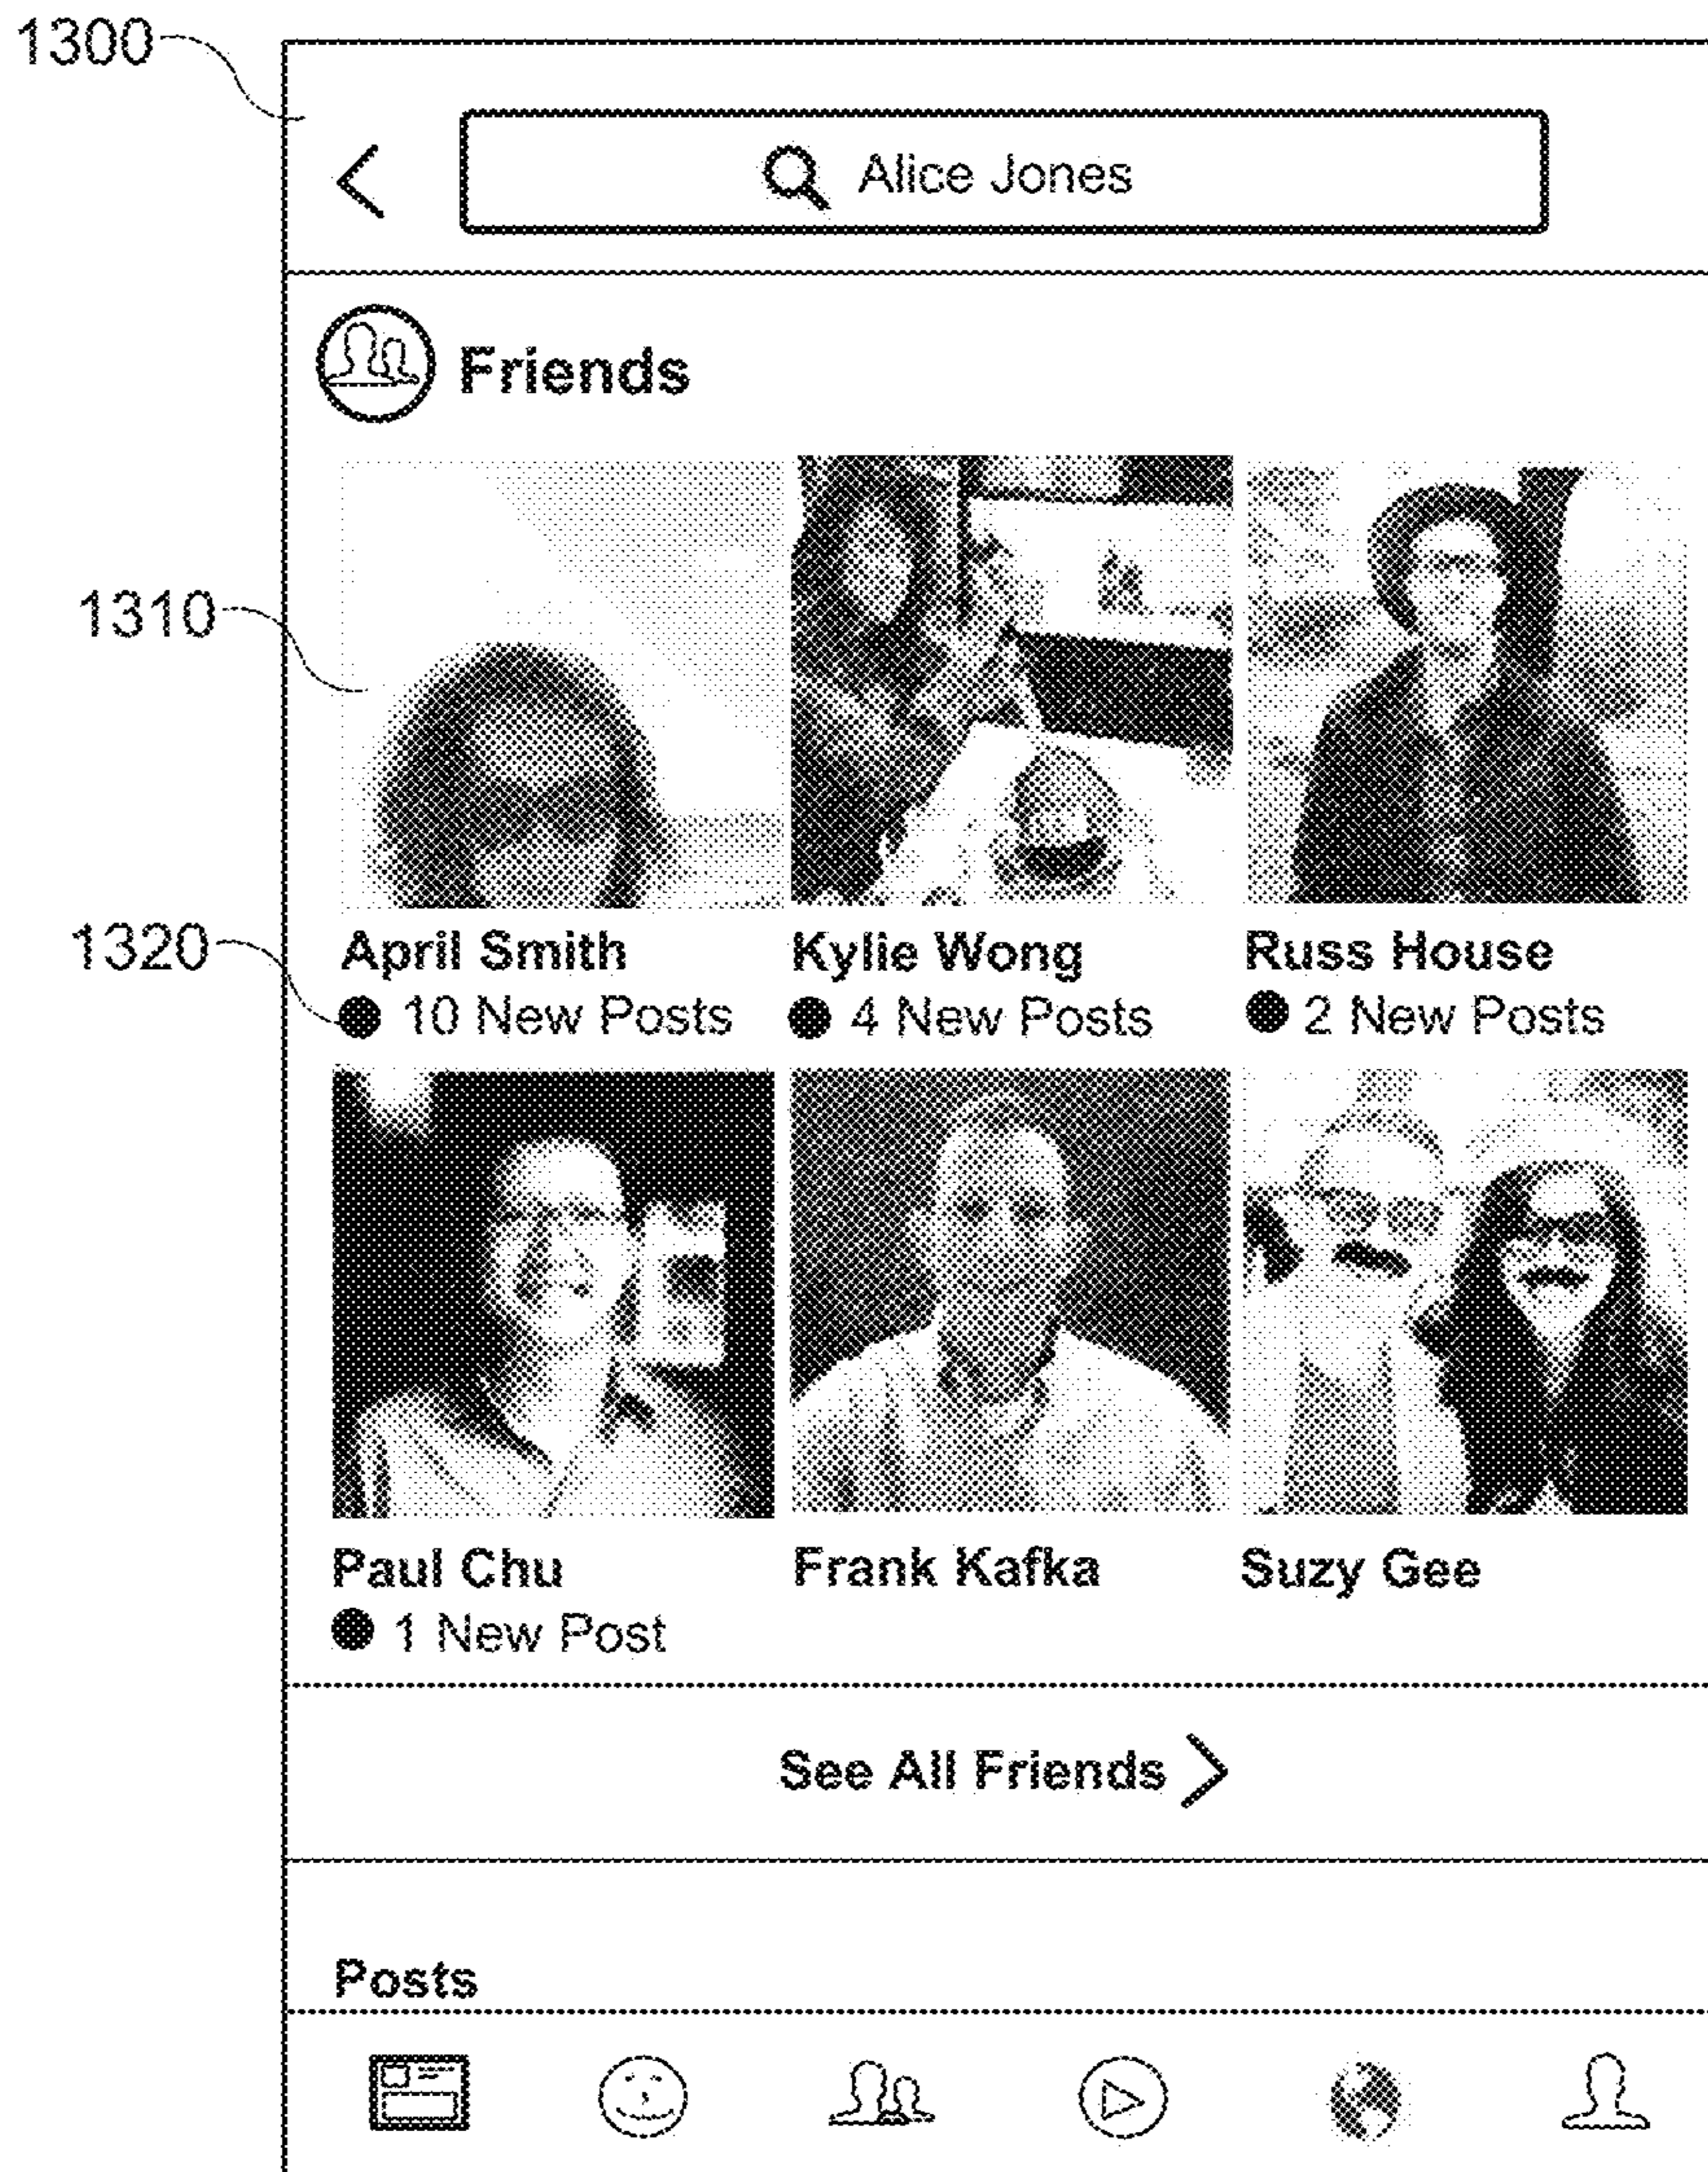 1300
Alice Jones
Friends
1310
1320
April Smith Kylie Wong Russ House
10 New Posts 4 New Posts 2 New Posts
Paul Chu Frank Kafka Suzy Gee
1 New Post
See All Friends
Posts